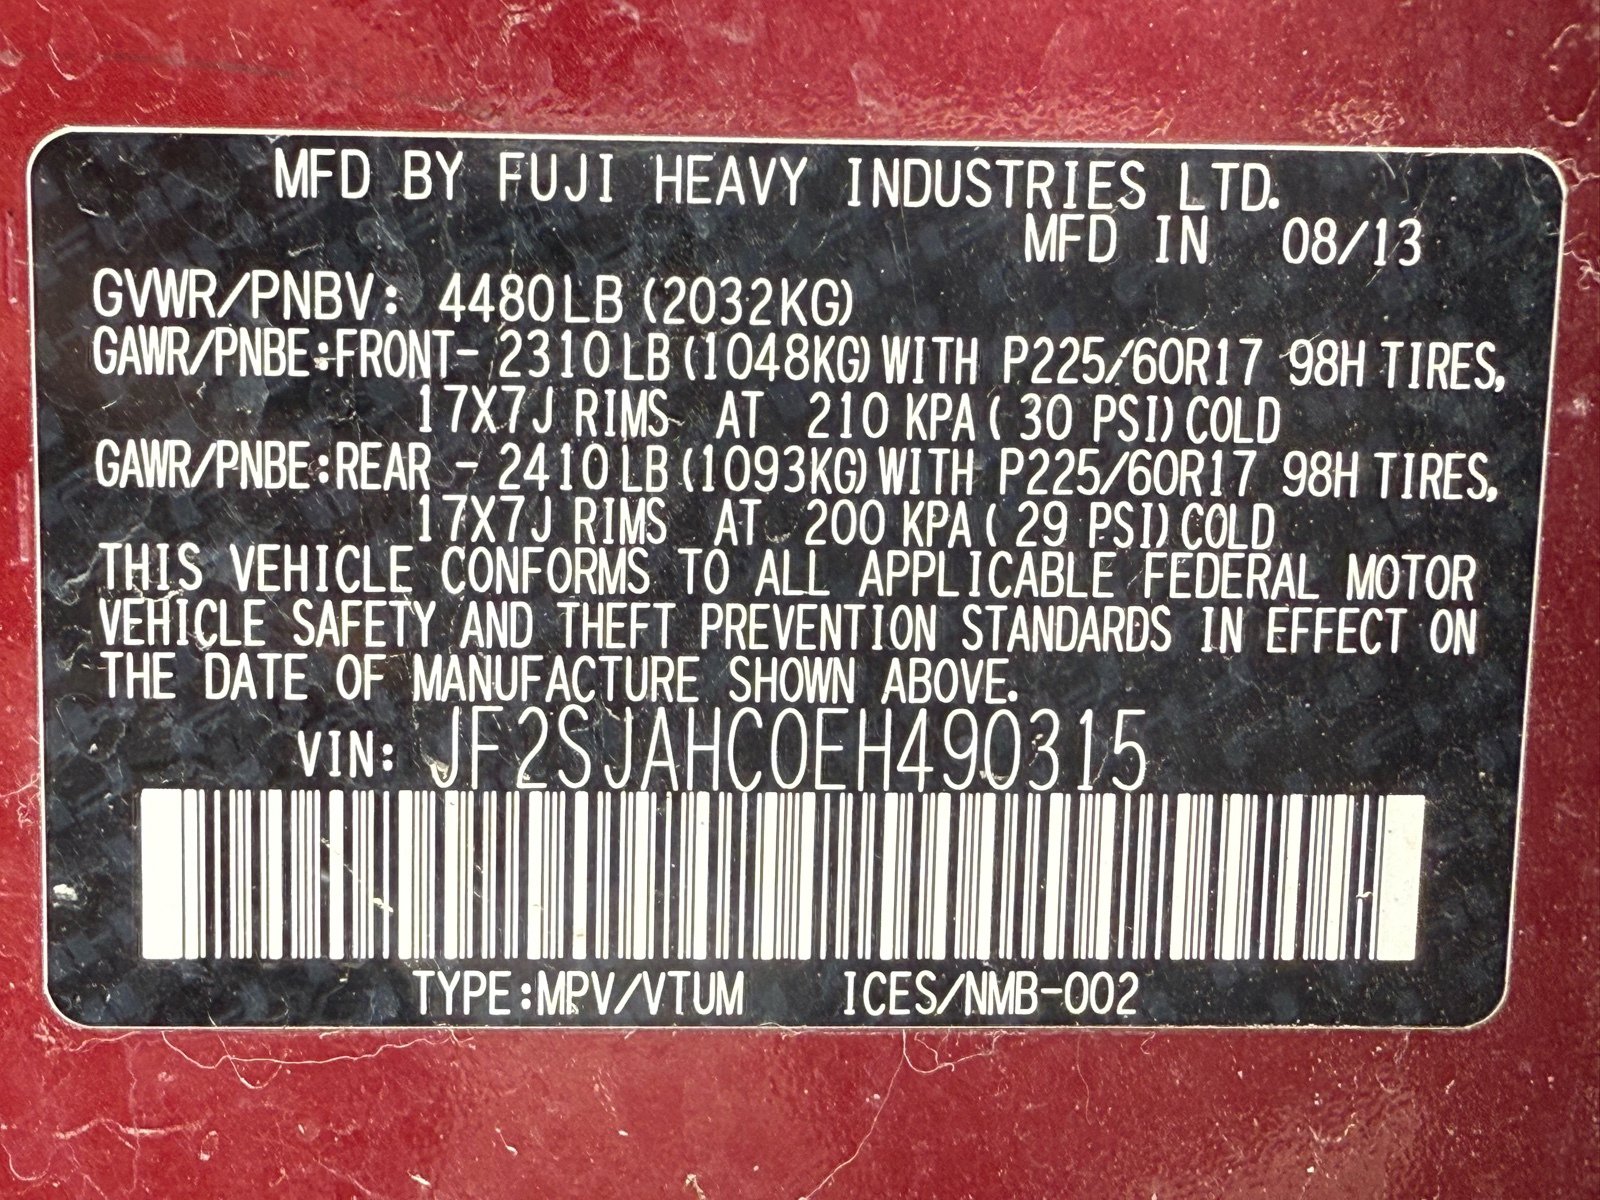 MFD BY FUJI HEAVY INDUSTRIES LTD.
MFD IN 08/13
GVWR/PNBV: 4480LB (2032KG)
GAWR/PNBE:FRONT- 2310LB(1048KG)WITH P225/60R17 98H TIRES,
17X7J RIMS AT 210 KPA( 30 PSI)COLD
GAWR/PNBE:REAR - 2410LB(1093KG)WITH P225/60R17 98H TIRES,
17X7J RIMS AT 200 KPA( 29 PSI)COLD
THIS VEHICLE CONFORMS TO ALL APPLICABLE FEDERAL MOTOR
VEHICLE SAFETY AND THEFT PREVENTION STANDARDS IN EFFECT ON
THE DATE OF MANUFACTURE SHOWN ABOVE.
VIN: JF2SJAHC0EH490315
TYPE:MPV/VTUM ICES/NMB-002